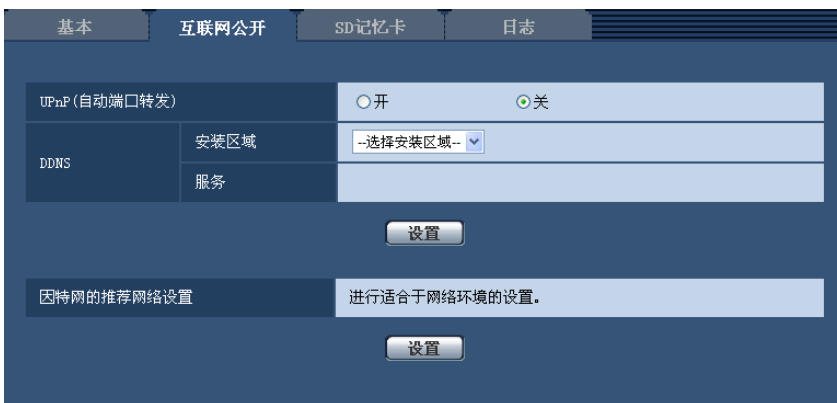 基本 互联网公开 SD记忆卡 日志
UPnP(自动端口转发) 开 关
DDNS 安装区域 --选择安装区域--
服务
设置
因特网的推荐网络设置 进行适合于网络环境的设置。
设置